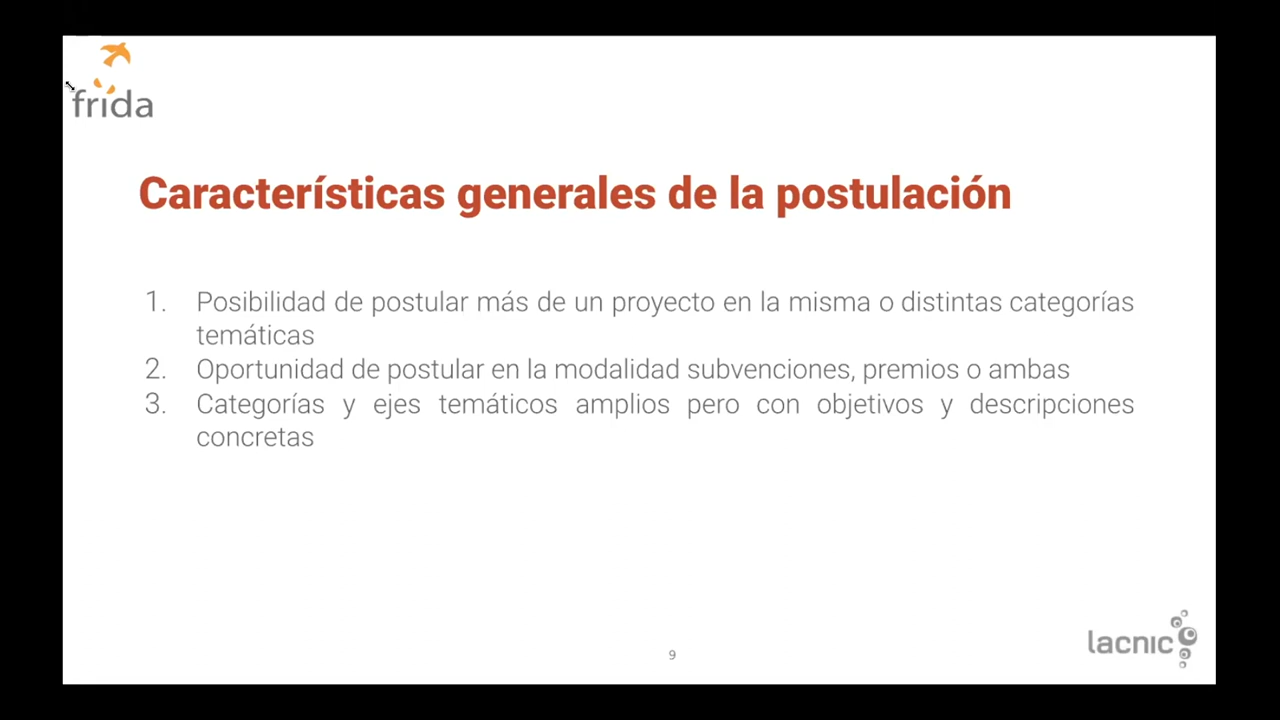 frida
Características generales de la postulación
1. Posibilidad de postular más de un proyecto en la misma o distintas categorías
temáticas
2. Oportunidad de postular en la modalidad subvenciones, premios o ambas
3. Categorías y ejes temáticos amplios pero con objetivos y descripciones
concretas
9
lacnic